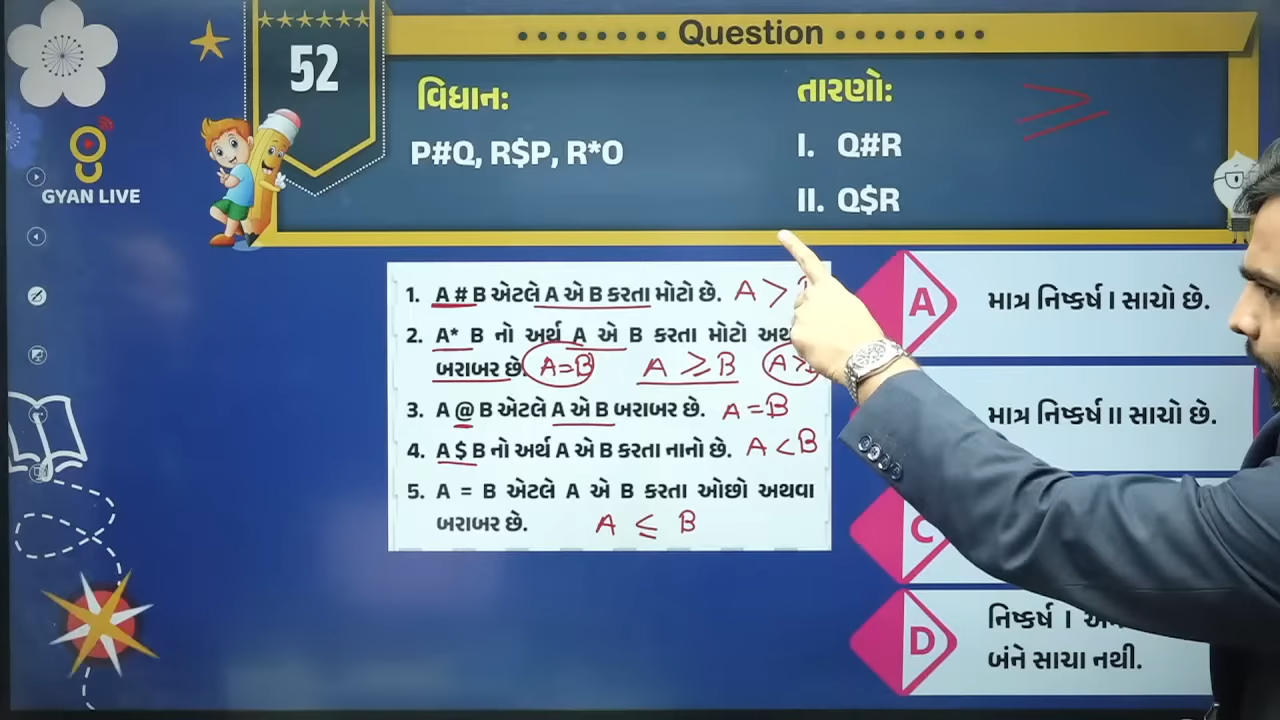 Question
52
વિધાન:
P#Q, R$P, R*O
તારણો:
I. Q#R
II. Q$R
GYAN LIVE
1. A # B એટલે A એ B કરતા મોટો છે. A >
2. A* B નો અર્થ A એ B કરતા મોટો
બરાબર છે. A=B A ≥ B A >
3. A @ B એટલે A એ B બરાબર છે. A = B
4. A $ B નો અર્થ A એ B કરતા નાનો છે. A < B
5. A = B એટલે A એ B કરતા ઓછો અથવા
બરાબર છે. A ≤ B
A માત્ર નિષ્કર્ષ I સાચો છે.
માત્ર નિષ્કર્ષ II સાચો છે.
C
D નિષ્કર્ષ I
બંને સાચા નથી.